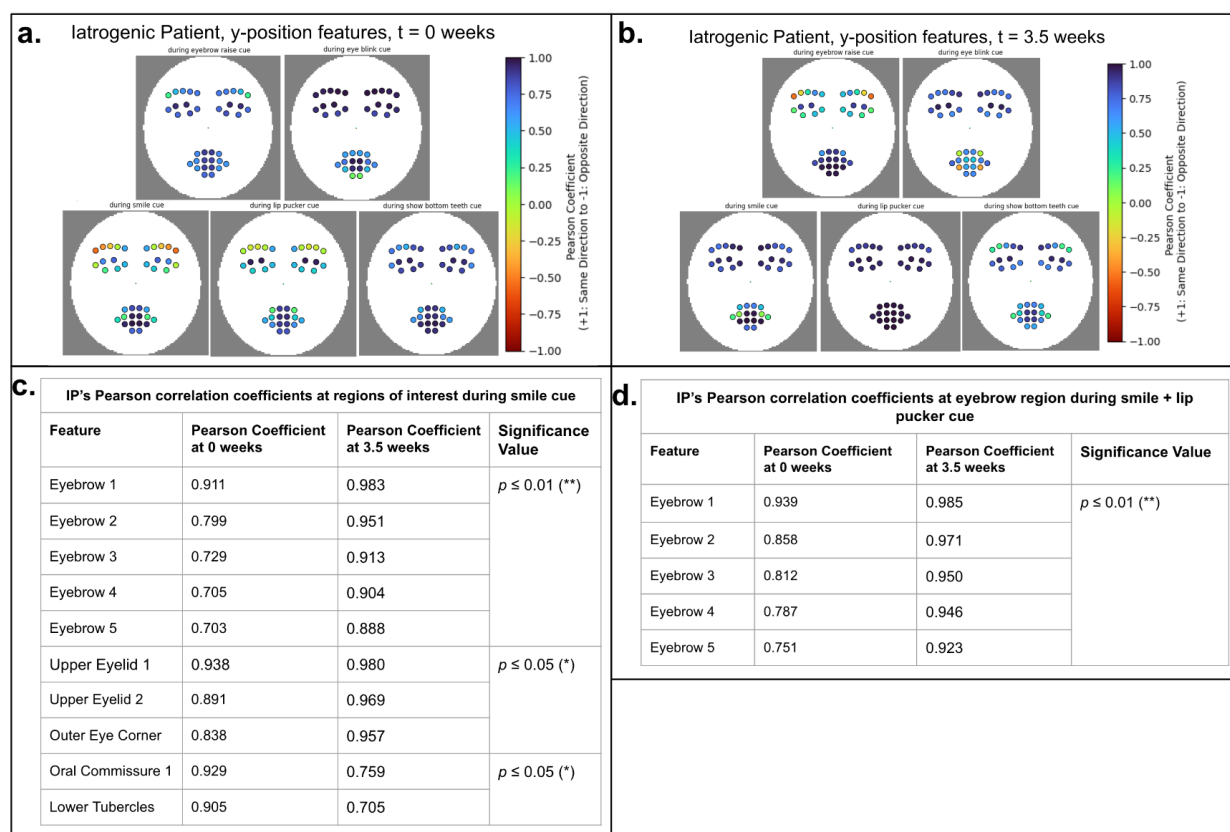 a.
Iatrogenic Patient, y-position features, t = 0 weeks
during eyebrow raise cue
during eye blink cue
during smile cue
during lip pucker cue
during show bottom teeth cue
1.00
0.75
0.50
0.25
0.00
−0.25
−0.50
−0.75
−1.00
Pearson Coefficient
(+1: Same Direction to -1: Opposite Direction)
b.
Iatrogenic Patient, y-position features, t = 3.5 weeks
during eyebrow raise cue
during eye blink cue
during smile cue
during lip pucker cue
during show bottom teeth cue
1.00
0.75
0.50
0.25
0.00
−0.25
−0.50
−0.75
−1.00
Pearson Coefficient
(+1: Same Direction to -1: Opposite Direction)
c.
IP's Pearson correlation coefficients at regions of interest during smile cue
Feature Pearson Coefficient at 0 weeks Pearson Coefficient at 3.5 weeks Significance Value
Eyebrow 1 0.911 0.983 p ≤ 0.01 (**)
Eyebrow 2 0.799 0.951
Eyebrow 3 0.729 0.913
Eyebrow 4 0.705 0.904
Eyebrow 5 0.703 0.888
Upper Eyelid 1 0.938 0.980 p ≤ 0.05 (*)
Upper Eyelid 2 0.891 0.969
Outer Eye Corner 0.838 0.957
Oral Commissure 1 0.929 0.759 p ≤ 0.05 (*)
Lower Tubercles 0.905 0.705
d.
IP's Pearson correlation coefficients at eyebrow region during smile + lip
pucker cue
Feature Pearson Coefficient at 0 weeks Pearson Coefficient at 3.5 weeks Significance Value
Eyebrow 1 0.939 0.985 p ≤ 0.01 (**)
Eyebrow 2 0.858 0.971
Eyebrow 3 0.812 0.950
Eyebrow 4 0.787 0.946
Eyebrow 5 0.751 0.923